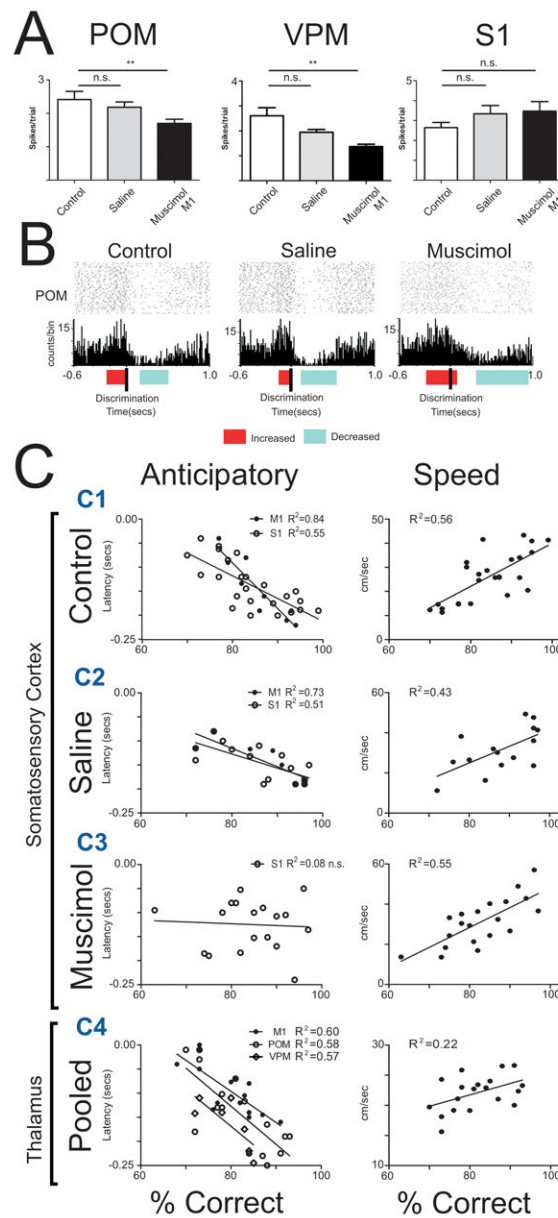 A
POM
VPM
S1
**
n.s.
**
n.s.
n.s.
n.s.
Spikes/trial
3
0
Control
Saline
Muscimol M1
Spikes/trial
4
0
Control
Saline
Muscimol M1
Spikes/trial
4
0
Control
Saline
Muscimol M1
B
Control
Saline
Muscimol
POM
counts/bin
15
15
15
-0.6
1.0
-0.6
1.0
-0.6
1.0
Discrimination
Time(secs)
Discrimination
Time(secs)
Discrimination
Time(secs)
Increased
Decreased
C
Anticipatory
Speed
Somatosensory Cortex
C1
Control
Latency (secs)
0.00
-0.25
M1 R²=0.84
S1 R²=0.55
60
80
100
cm/sec
50
0
R²=0.56
60
80
100
C2
Saline
Latency (secs)
0.00
-0.25
M1 R²=0.73
S1 R²=0.51
60
80
100
cm/sec
60
0
R²=0.43
60
80
100
C3
Muscimol
Latency (secs)
0.00
-0.25
S1 R²=0.08 n.s.
60
80
100
cm/sec
60
0
R²=0.55
60
80
100
Thalamus
C4
Pooled
Latency (secs)
0.00
-0.25
M1 R²=0.60
POM R²=0.58
VPM R²=0.57
60
80
100
cm/sec
30
10
R²=0.22
60
80
100
% Correct
% Correct